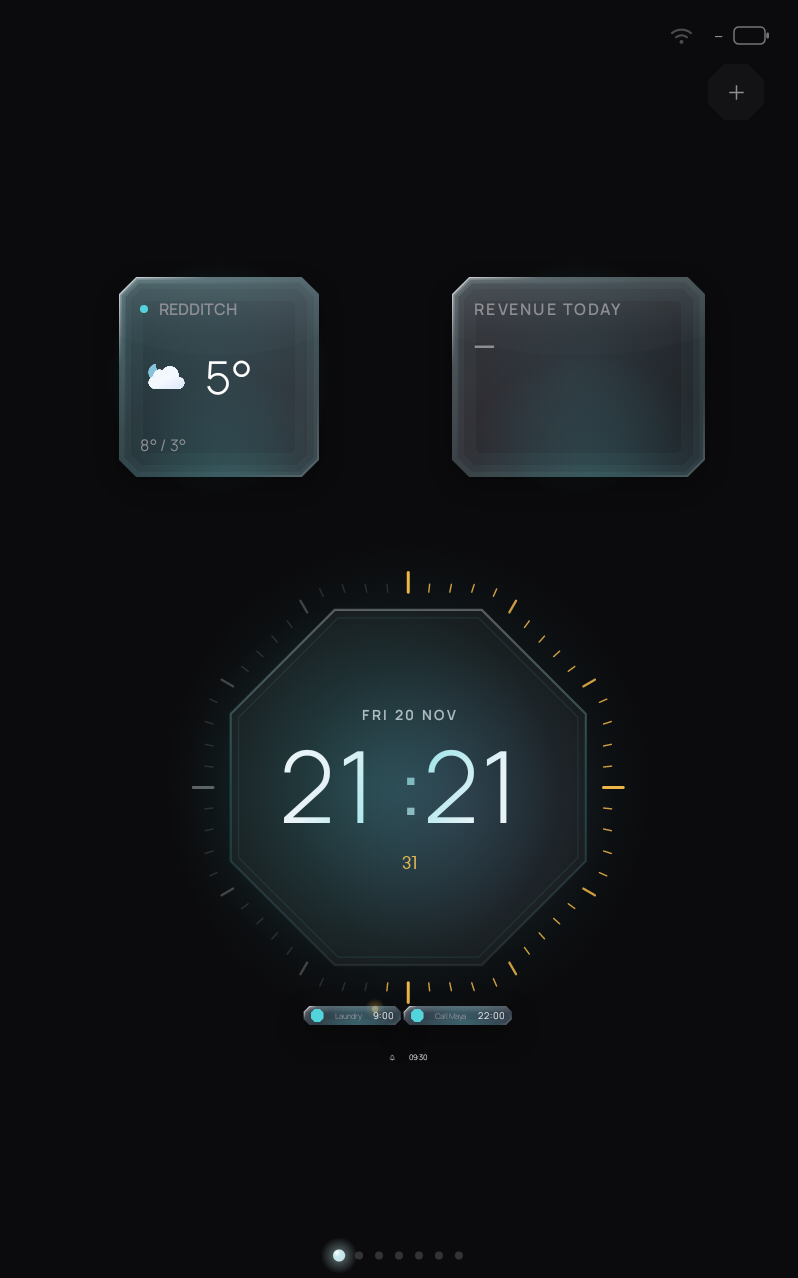 –
+
REDDITCH
5°
8° / 3°
REVENUE TODAY
—
FRI 20 NOV
21:21
31
Laundry 9:00
Call Maya 22:00
09:30